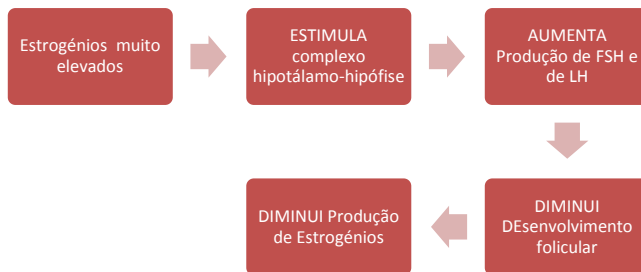 Estrogénios muito
elevados
ESTIMULA
complexo
hipotálamo-hipófise
AUMENTA
Produção de FSH e
de LH
DIMINUI
DEsenvolvimento
folicular
DIMINUI Produção
de Estrogénios